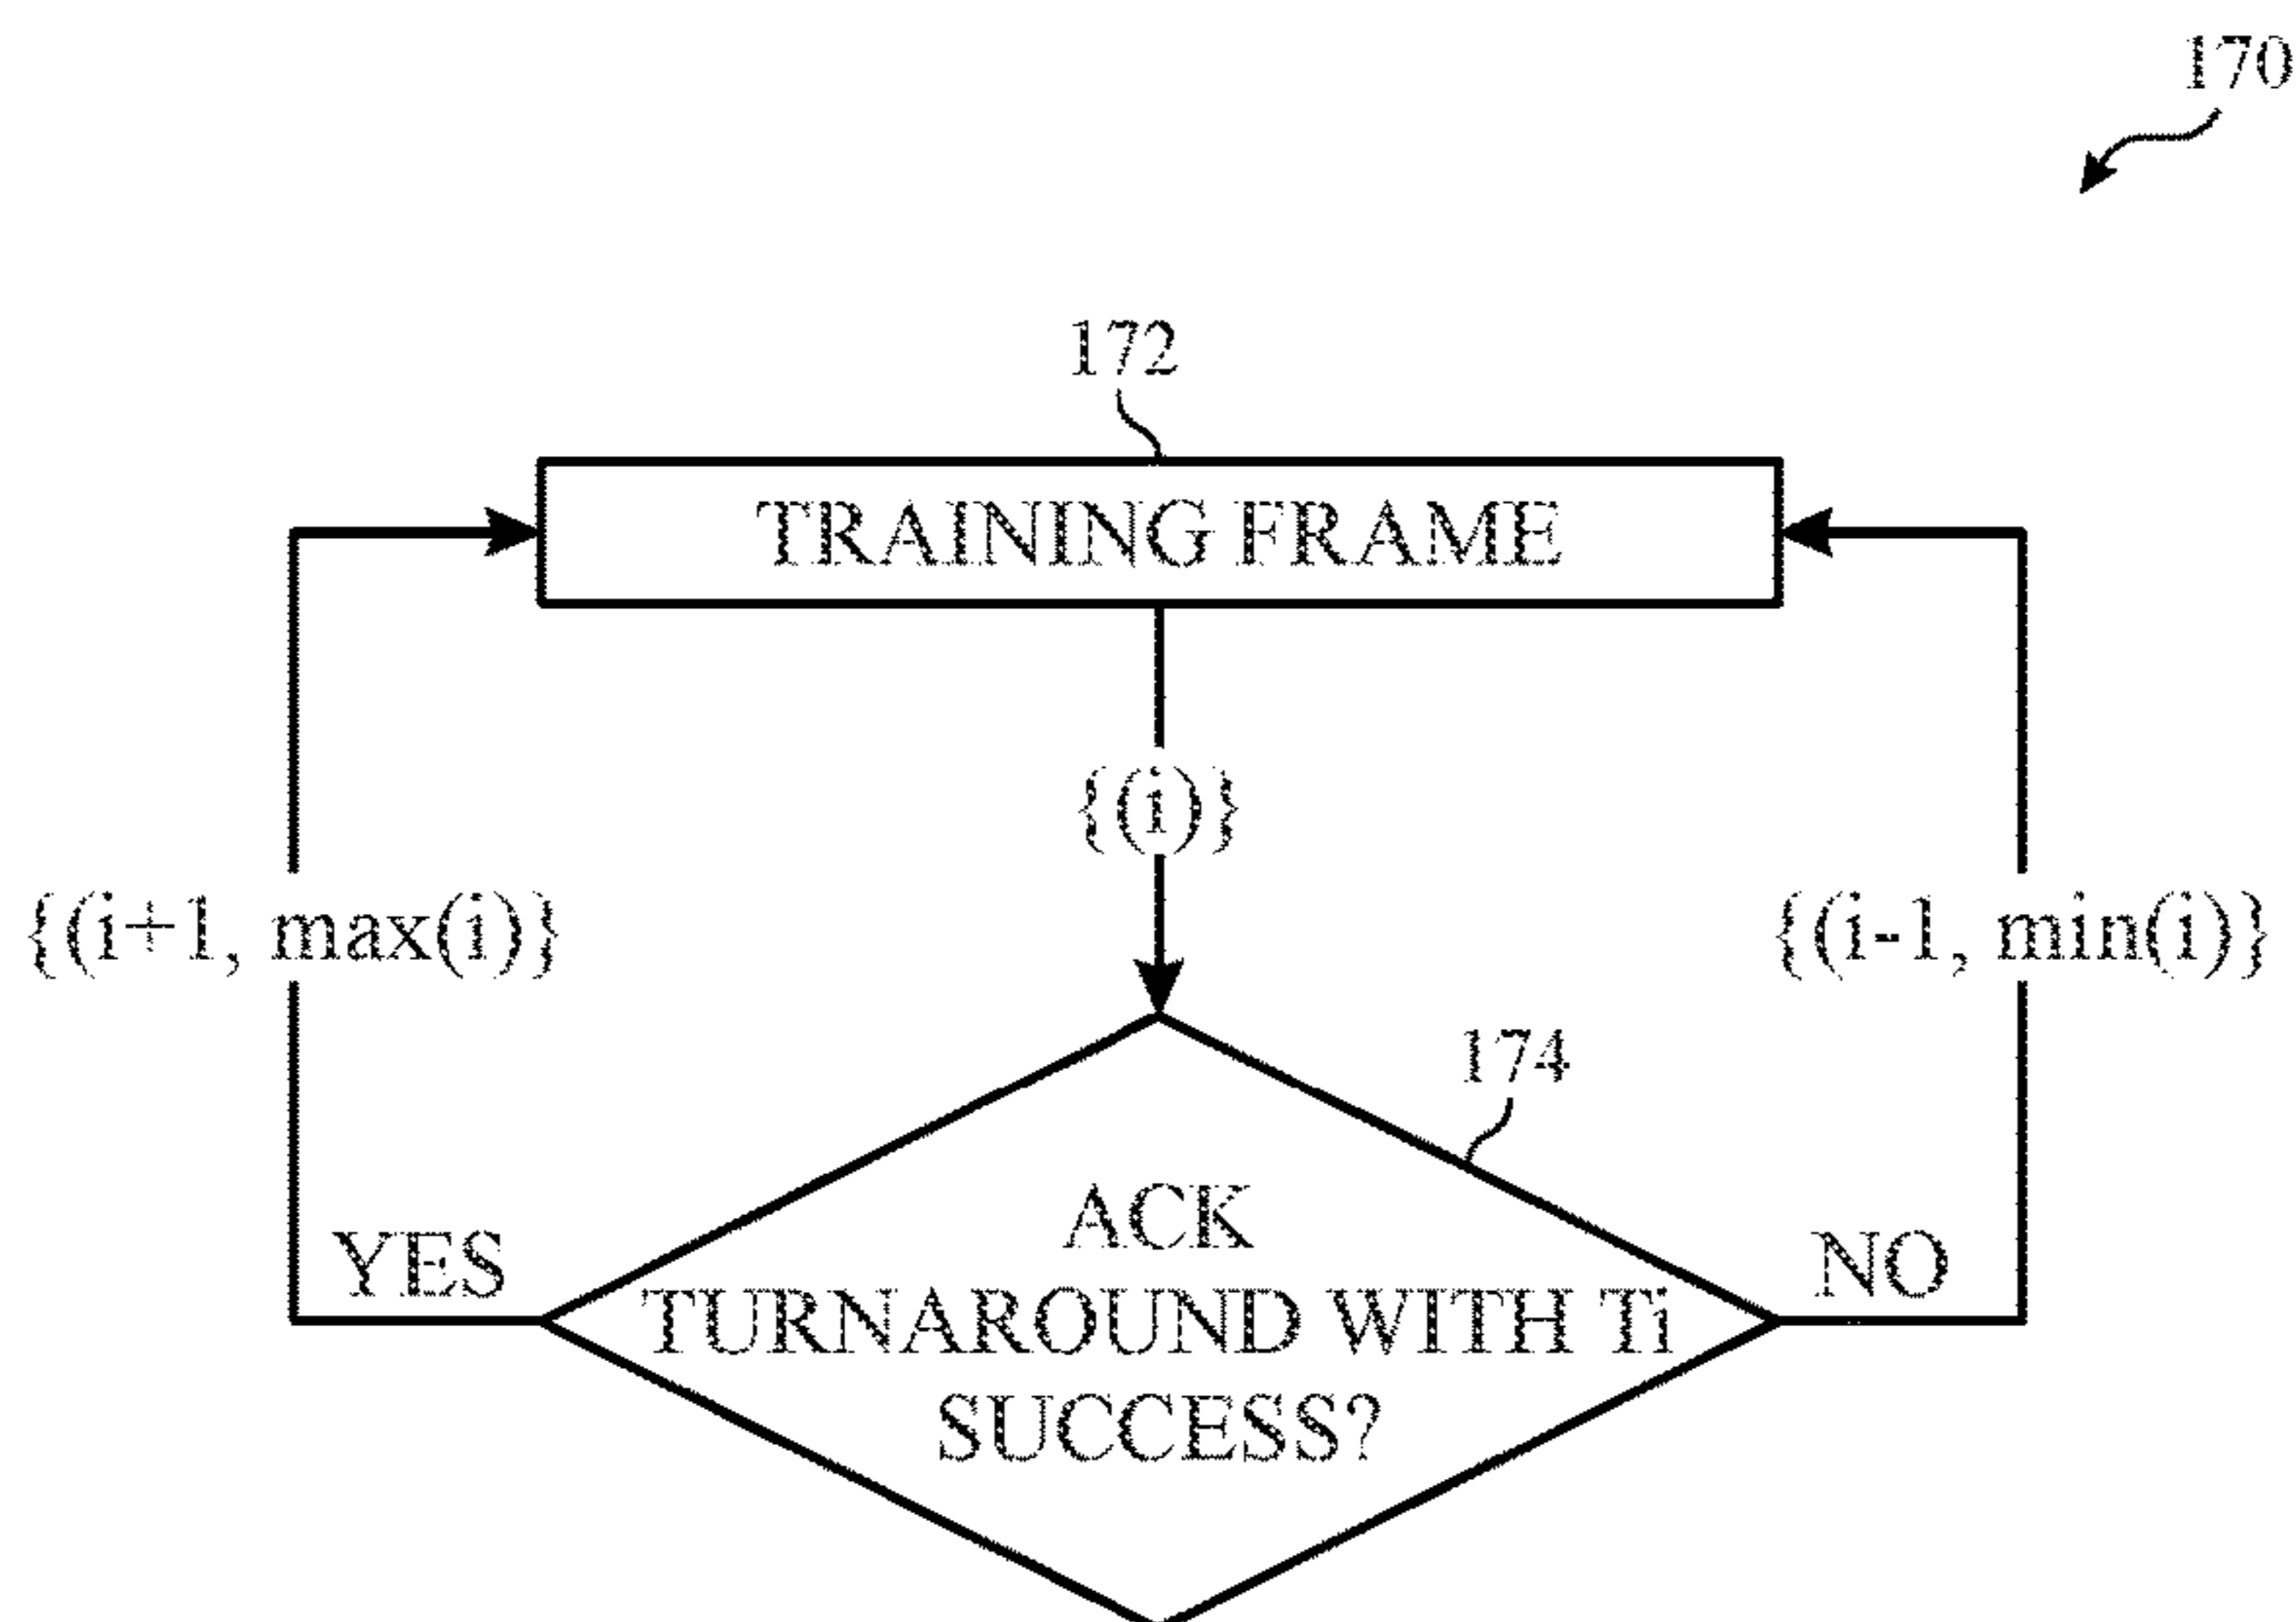 170
172
TRAINING FRAME
{(i)}
{(i+1, max(i)}
{(i-1, min(i)}
174
ACK
TURNAROUND WITH Ti
SUCCESS?
YES
NO